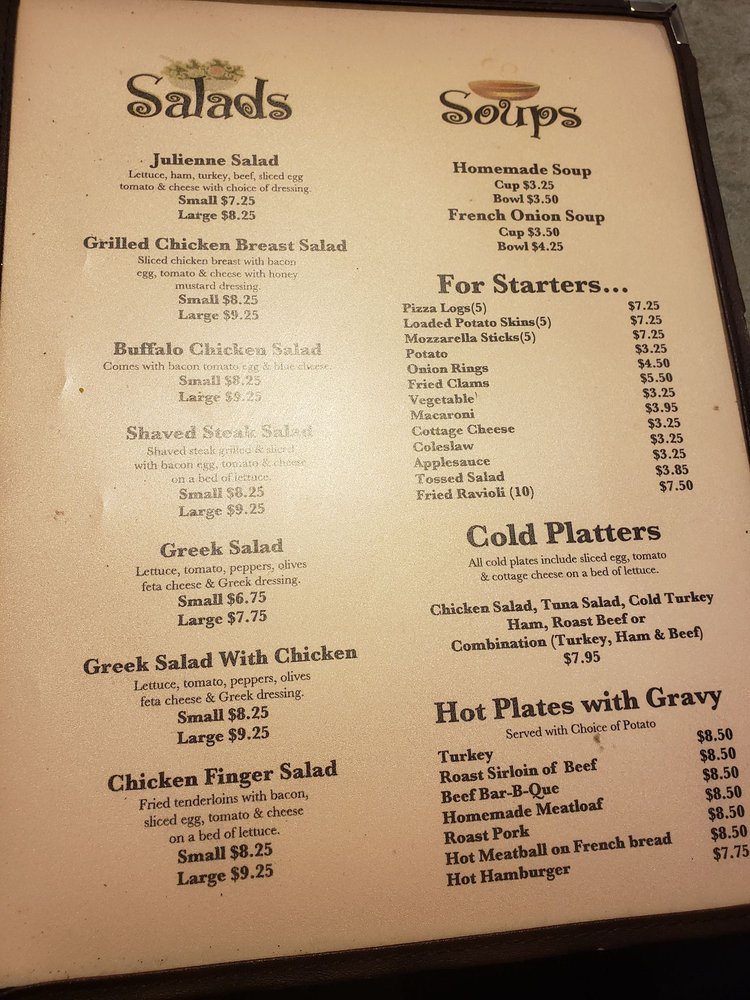 Salads
Julienne Salad
Lettuce, ham, turkey, beef, sliced egg
tomato & cheese with choice of dressing.
Small $7.25
Large $8.25
Grilled Chicken Breast Salad
Sliced chicken breast with bacon
egg, tomato & cheese with honey
mustard dressing.
Small $8.25
Large $9.25
Buffalo Chicken Salad
Comes with bacon tomato egg & blue cheese.
Small $8.25
Large $9.25
Shaved Steak Salad
Shaved steak grilled & sliced
with bacon egg, tomato & cheese
on a bed of lettuce.
Small $8.25
Large $9.25
Greek Salad
Lettuce, tomato, peppers, olives
feta cheese & Greek dressing.
Small $6.75
Large $7.75
Greek Salad With Chicken
Lettuce, tomato, peppers, olives
feta cheese & Greek dressing.
Small $8.25
Large $9.25
Chicken Finger Salad
Fried tenderloins with bacon,
sliced egg, tomato & cheese
on a bed of lettuce.
Small $8.25
Large $9.25
Soups
Homemade Soup
Cup $3.25
Bowl $3.50
French Onion Soup
Cup $3.50
Bowl $4.25
For Starters...
Pizza Logs(5) $7.25
Loaded Potato Skins(5) $7.25
Mozzarella Sticks(5) $7.25
Potato $3.25
Onion Rings $4.50
Fried Clams $5.50
Vegetable $3.25
Macaroni $3.95
Cottage Cheese $3.25
Coleslaw $3.25
Applesauce $3.25
Tossed Salad $3.85
Fried Ravioli (10) $7.50
Cold Platters
All cold plates include sliced egg, tomato
& cottage cheese on a bed of lettuce.
Chicken Salad, Tuna Salad, Cold Turkey
Ham, Roast Beef or
Combination (Turkey, Ham & Beef)
$7.95
Hot Plates with Gravy
Served with Choice of Potato
Turkey $8.50
Roast Sirloin of Beef $8.50
Beef Bar-B-Que $8.50
Homemade Meatloaf $8.50
Roast Pork $8.50
Hot Meatball on French bread $8.50
Hot Hamburger $7.75